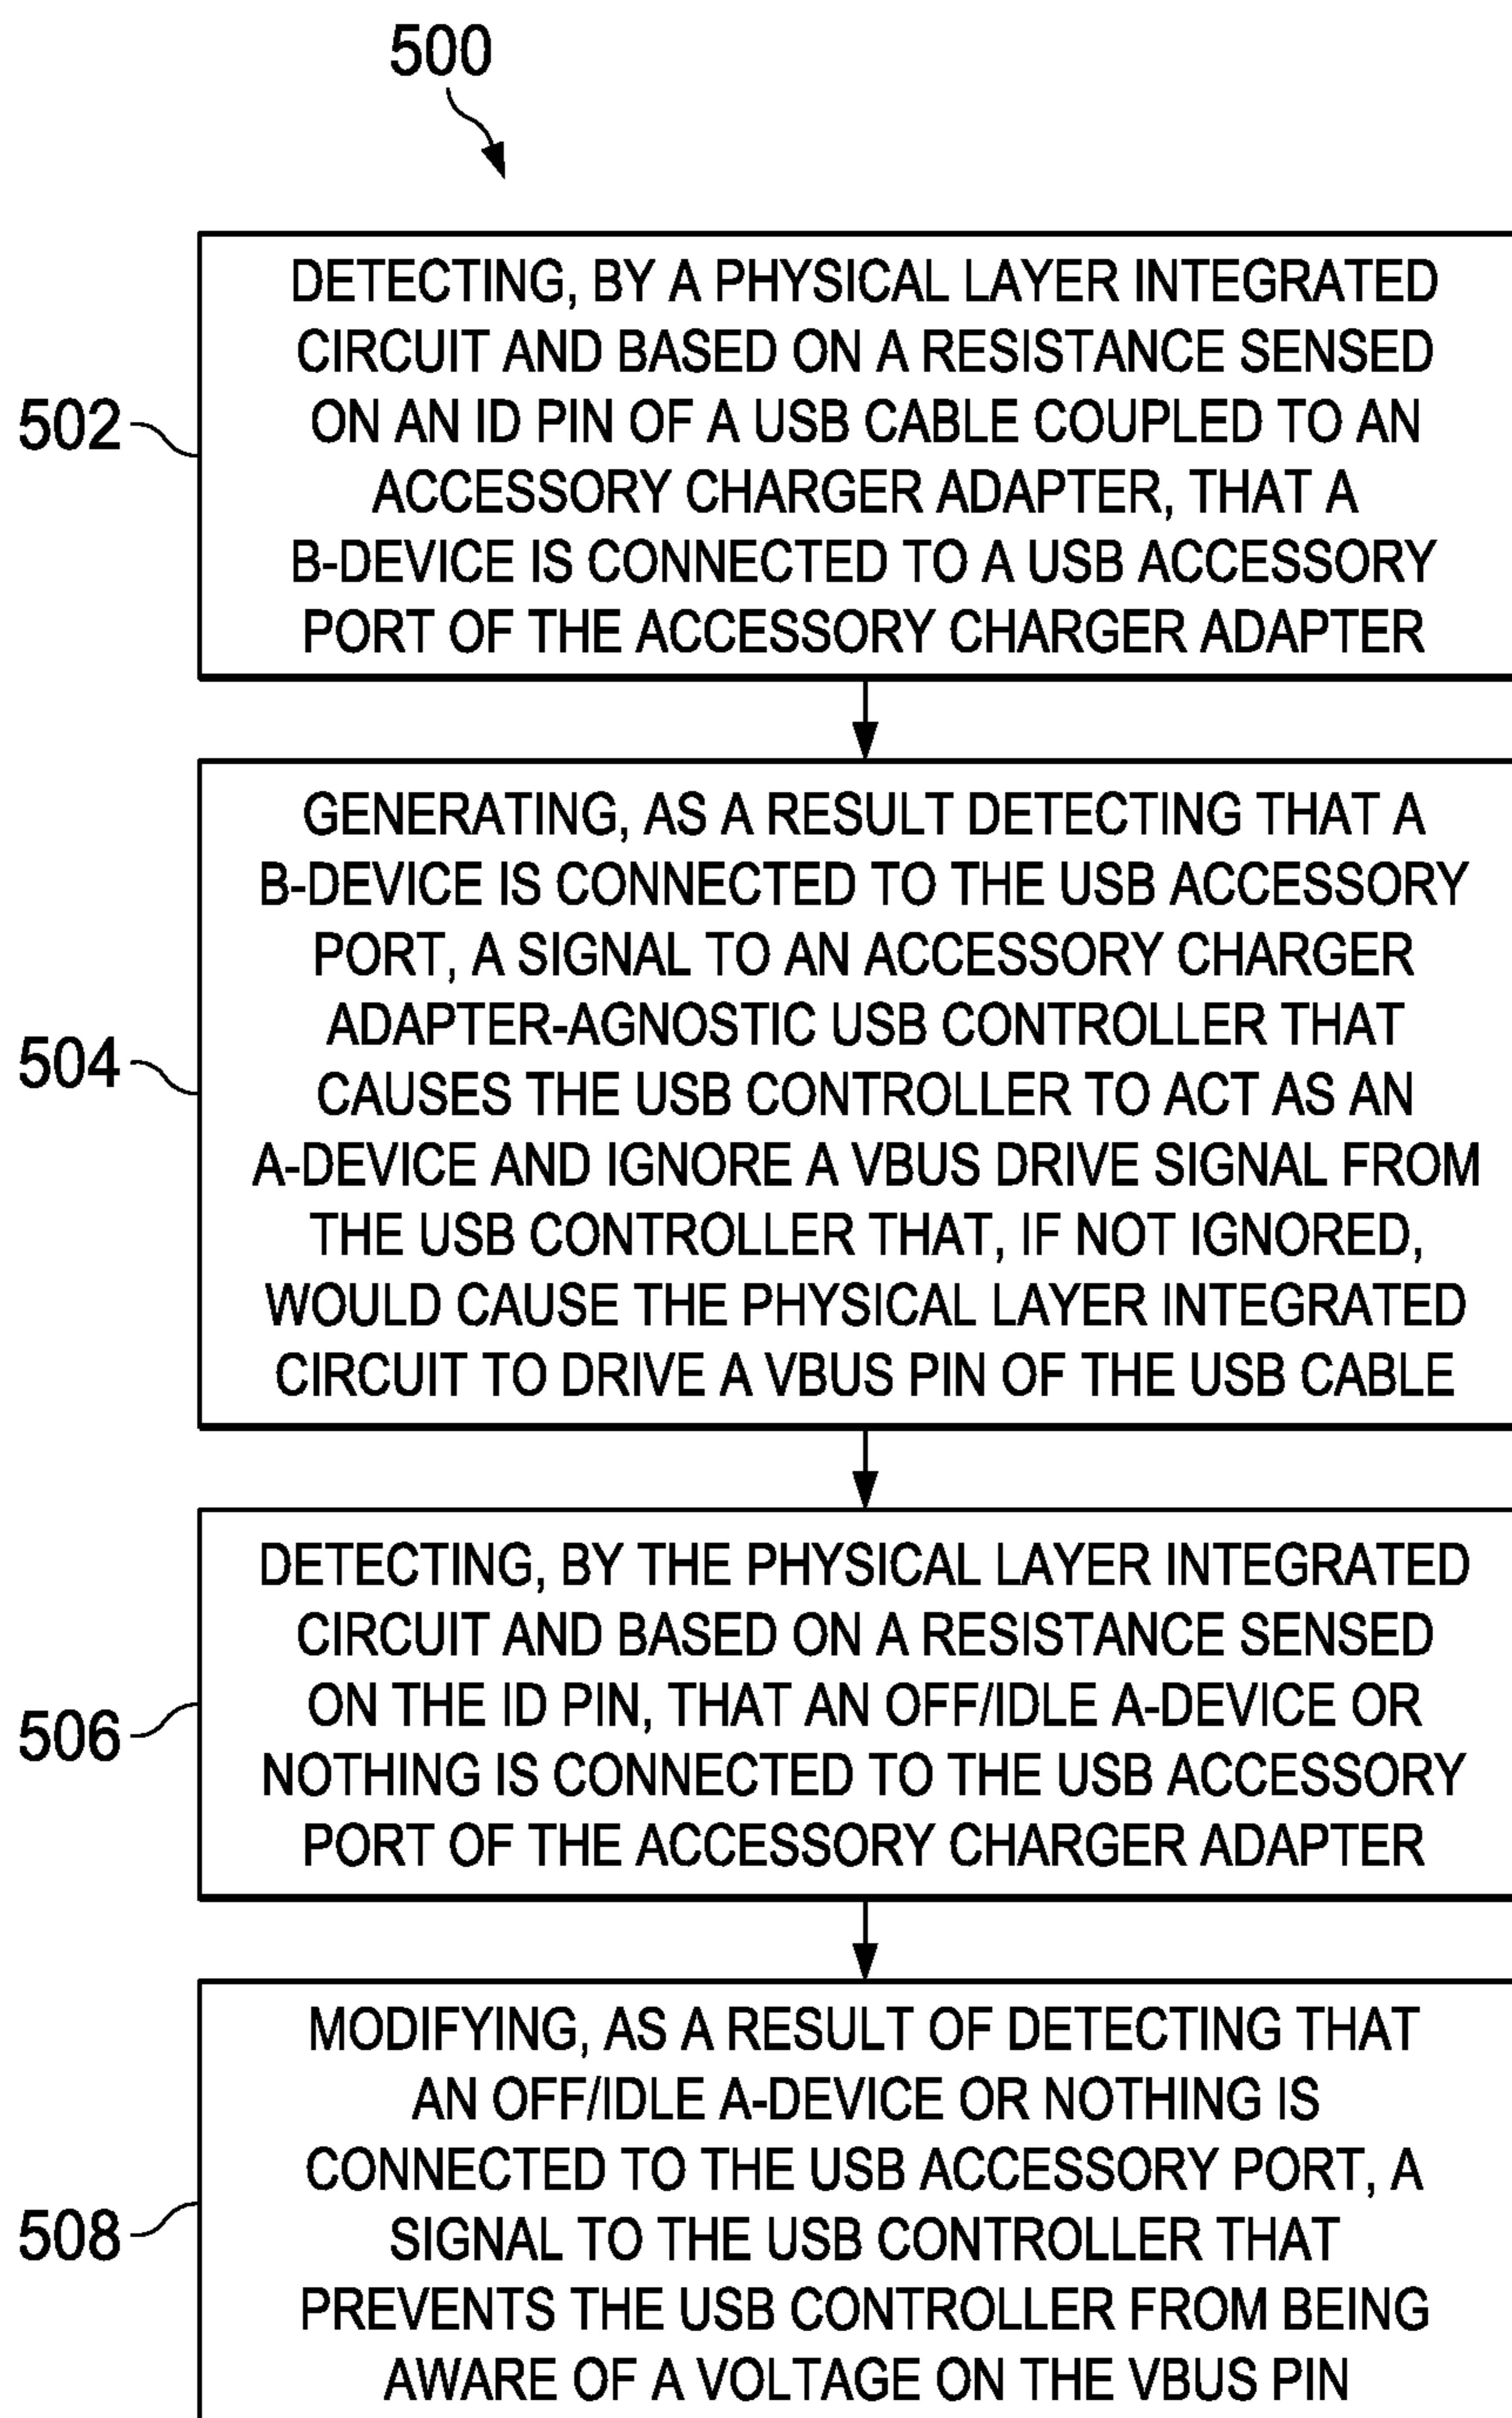 500
502
DETECTING, BY A PHYSICAL LAYER INTEGRATED
CIRCUIT AND BASED ON A RESISTANCE SENSED
ON AN ID PIN OF A USB CABLE COUPLED TO AN
ACCESSORY CHARGER ADAPTER, THAT A
B-DEVICE IS CONNECTED TO A USB ACCESSORY
PORT OF THE ACCESSORY CHARGER ADAPTER
504
GENERATING, AS A RESULT DETECTING THAT A
B-DEVICE IS CONNECTED TO THE USB ACCESSORY
PORT, A SIGNAL TO AN ACCESSORY CHARGER
ADAPTER-AGNOSTIC USB CONTROLLER THAT
CAUSES THE USB CONTROLLER TO ACT AS AN
A-DEVICE AND IGNORE A VBUS DRIVE SIGNAL FROM
THE USB CONTROLLER THAT, IF NOT IGNORED,
WOULD CAUSE THE PHYSICAL LAYER INTEGRATED
CIRCUIT TO DRIVE A VBUS PIN OF THE USB CABLE
506
DETECTING, BY THE PHYSICAL LAYER INTEGRATED
CIRCUIT AND BASED ON A RESISTANCE SENSED
ON THE ID PIN, THAT AN OFF/IDLE A-DEVICE OR
NOTHING IS CONNECTED TO THE USB ACCESSORY
PORT OF THE ACCESSORY CHARGER ADAPTER
508
MODIFYING, AS A RESULT OF DETECTING THAT
AN OFF/IDLE A-DEVICE OR NOTHING IS
CONNECTED TO THE USB ACCESSORY PORT, A
SIGNAL TO THE USB CONTROLLER THAT
PREVENTS THE USB CONTROLLER FROM BEING
AWARE OF A VOLTAGE ON THE VBUS PIN